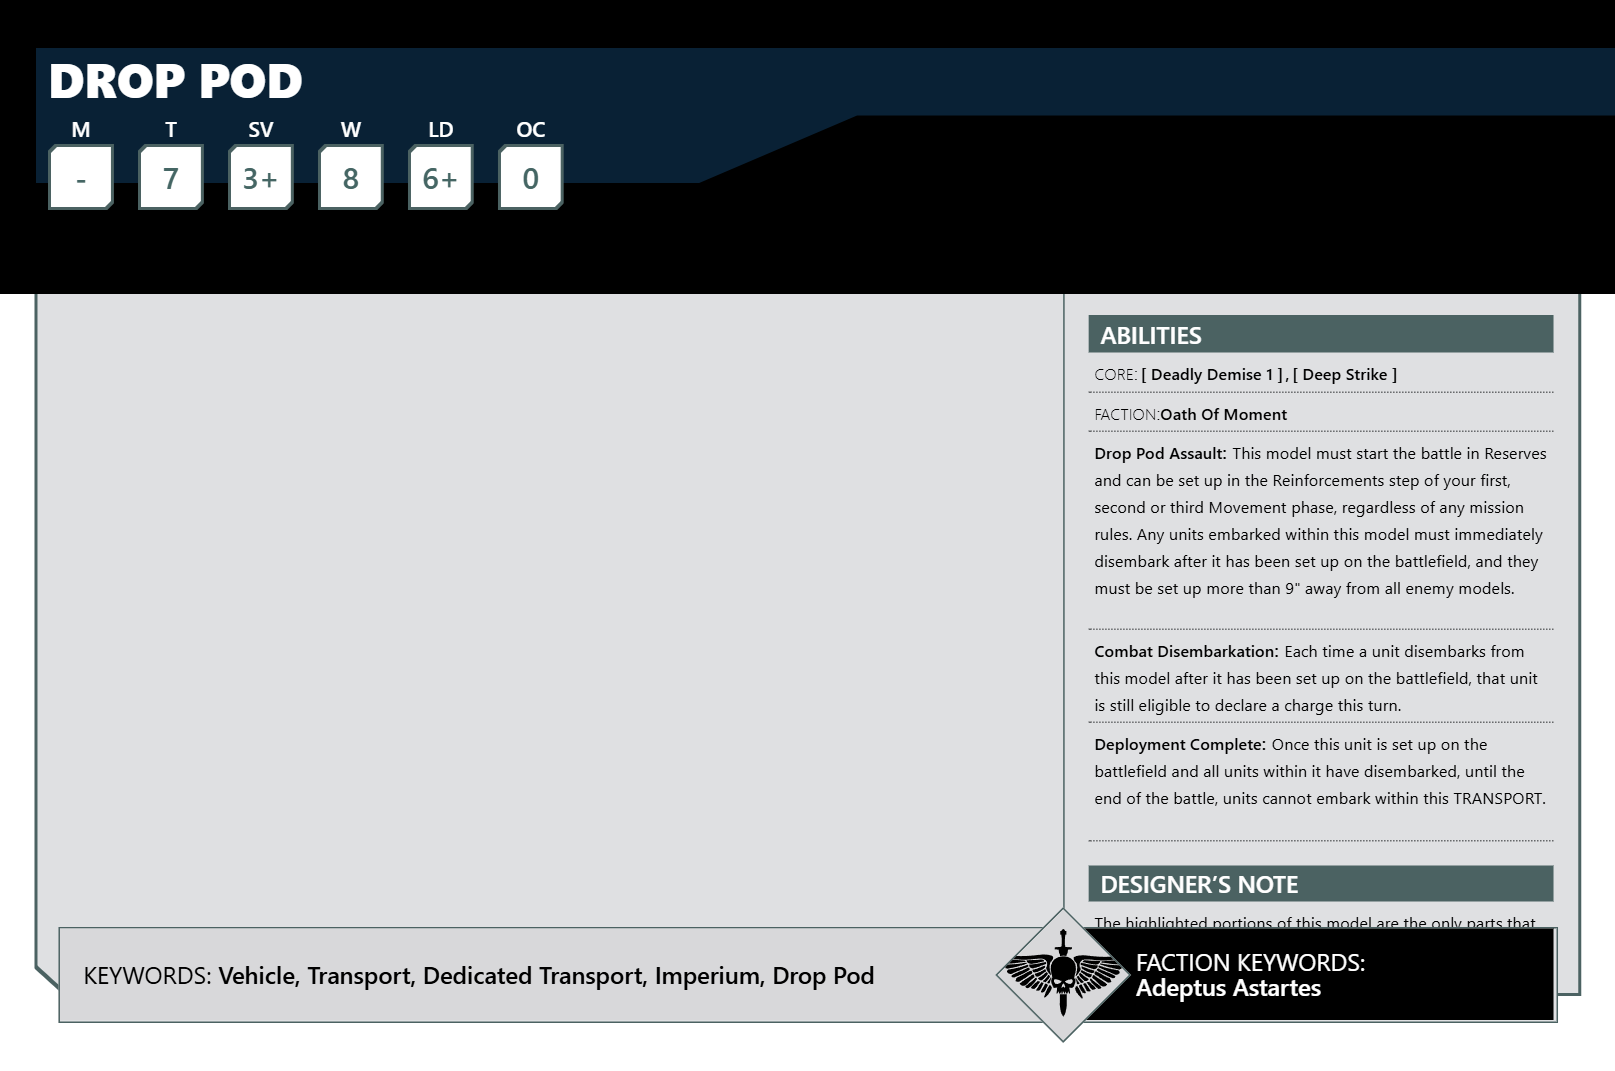 DROP POD
M T SV W LD OC
- 7 3+ 8 6+ 0
ABILITIES
CORE: [ Deadly Demise 1 ] , [ Deep Strike ]
FACTION:Oath Of Moment
Drop Pod Assault: This model must start the battle in Reserves
and can be set up in the Reinforcements step of your first,
second or third Movement phase, regardless of any mission
rules. Any units embarked within this model must immediately
disembark after it has been set up on the battlefield, and they
must be set up more than 9" away from all enemy models.
Combat Disembarkation: Each time a unit disembarks from
this model after it has been set up on the battlefield, that unit
is still eligible to declare a charge this turn.
Deployment Complete: Once this unit is set up on the
battlefield and all units within it have disembarked, until the
end of the battle, units cannot embark within this TRANSPORT.
DESIGNER’S NOTE
The highlighted portions of this model are the only parts that
KEYWORDS: Vehicle, Transport, Dedicated Transport, Imperium, Drop Pod
FACTION KEYWORDS:
Adeptus Astartes